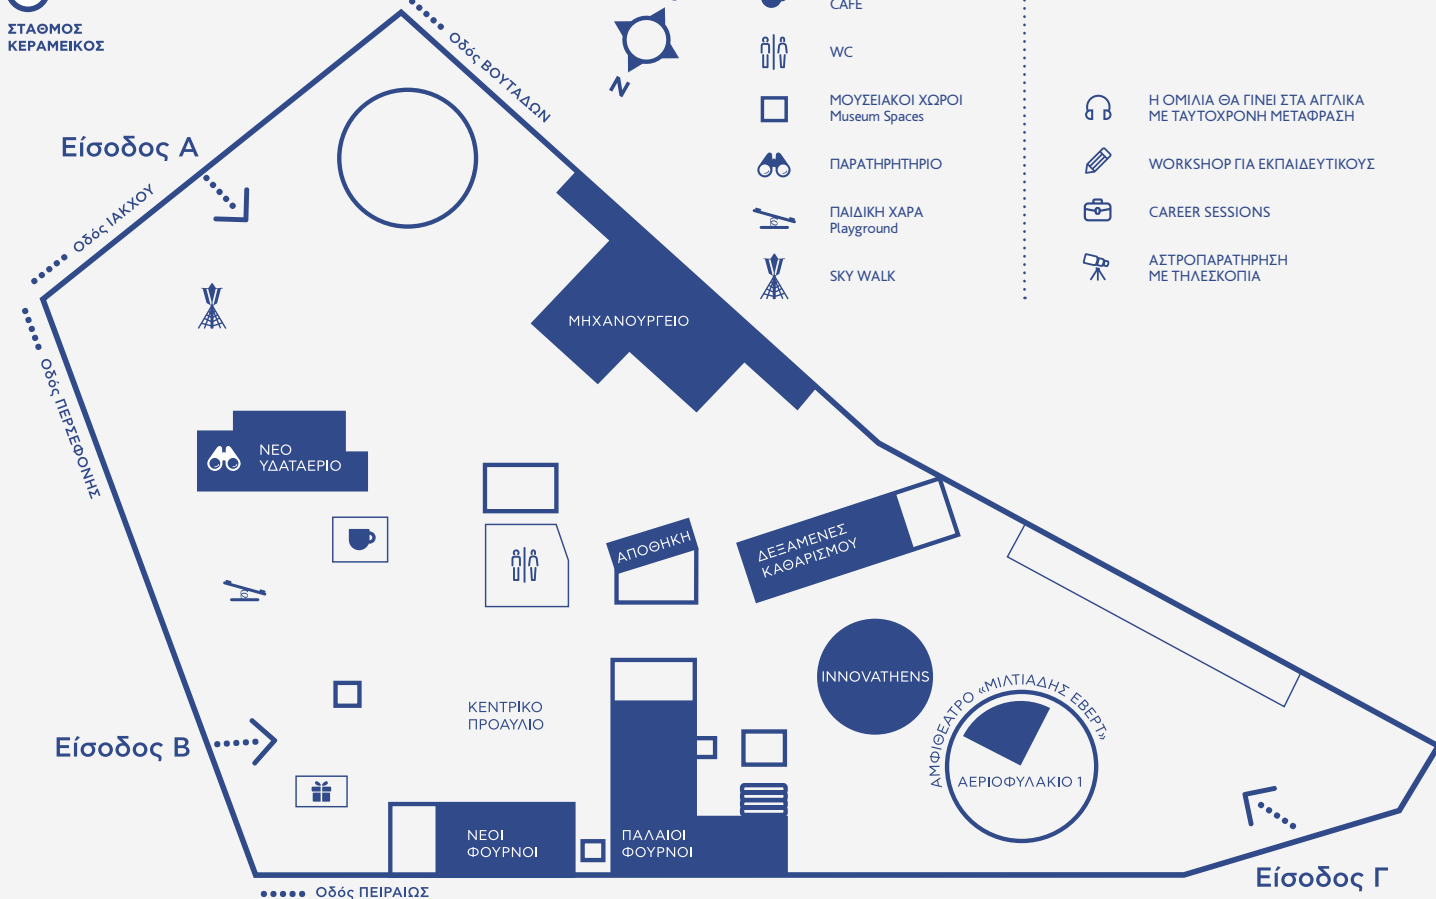 ΣΤΑΘΜΟΣ
ΚΕΡΑΜΕΙΚΟΣ
Οδός ΒΟΥΤΑΔΩΝ
N
CAFE
WC
ΜΟΥΣΕΙΑΚΟΙ ΧΩΡΟΙ
Museum Spaces
ΠΑΡΑΤΗΡΗΤΗΡΙΟ
ΠΑΙΔΙΚΗ ΧΑΡΑ
Playground
SKY WALK
Η ΟΜΙΛΙΑ ΘΑ ΓΙΝΕΙ ΣΤΑ ΑΓΓΛΙΚΑ
ΜΕ ΤΑΥΤΟΧΡΟΝΗ ΜΕΤΑΦΡΑΣΗ
WORKSHOP ΓΙΑ ΕΚΠΑΙΔΕΥΤΙΚΟΥΣ
CAREER SESSIONS
ΑΣΤΡΟΠΑΡΑΤΗΡΗΣΗ
ΜΕ ΤΗΛΕΣΚΟΠΙΑ
Είσοδος Α
Οδός ΙΑΚΧΟΥ
Οδός ΠΕΡΣΕΦΟΝΗΣ
ΜΗΧΑΝΟΥΡΓΕΙΟ
ΝΕΟ
ΥΔΑΤΑΕΡΙΟ
ΑΠΟΘΗΚΗ
ΔΕΞΑΜΕΝΕΣ
ΚΑΘΑΡΙΣΜΟΥ
INNOVATHENS
ΑΜΦΙΘΕΑΤΡΟ «ΜΙΛΤΙΑΔΗΣ ΕΒΕΡΤ»
ΑΕΡΙΟΦΥΛΑΚΙΟ 1
ΚΕΝΤΡΙΚΟ
ΠΡΟΑΥΛΙΟ
Είσοδος Β
ΝΕΟΙ
ΦΟΥΡΝΟΙ
ΠΑΛΑΙΟΙ
ΦΟΥΡΝΟΙ
Είσοδος Γ
Οδός ΠΕΙΡΑΙΩΣ